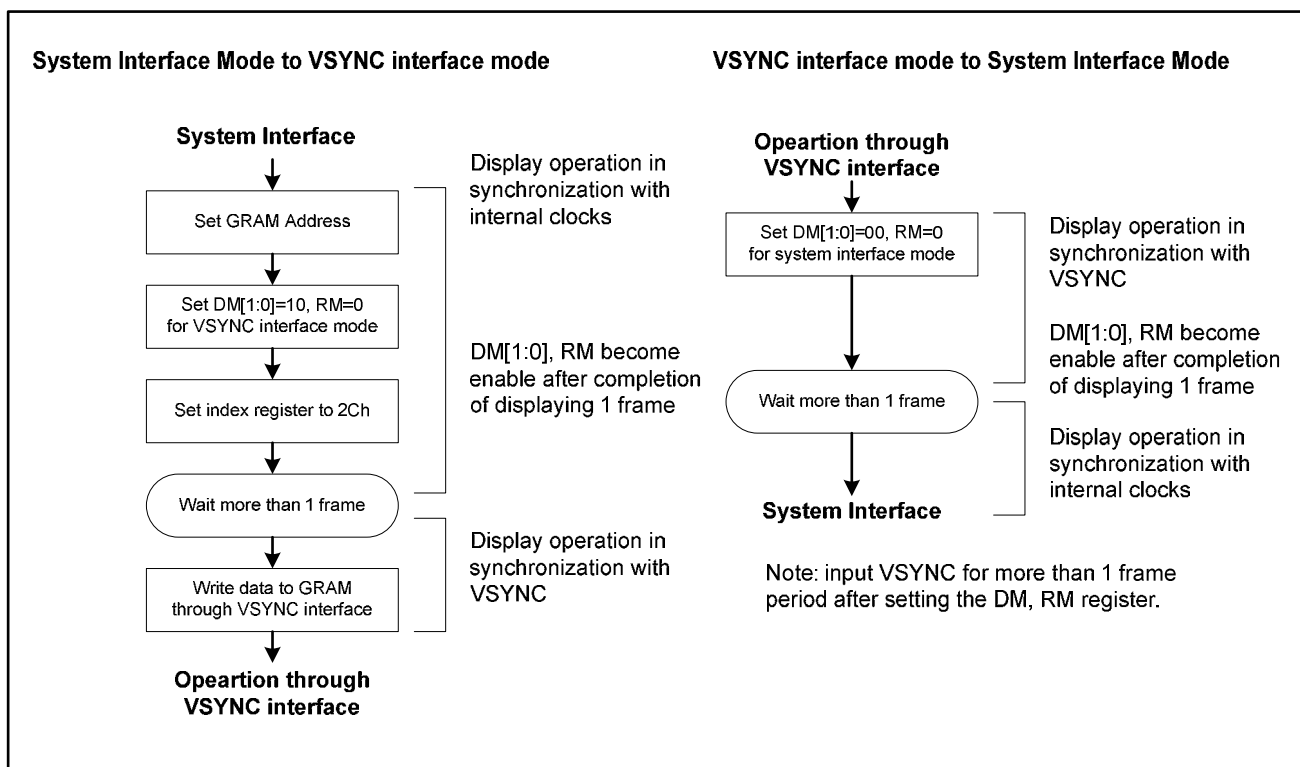 System Interface Mode to VSYNC interface mode
System Interface
Set GRAM Address
Set DM[1:0]=10, RM=0
for VSYNC interface mode
Set index register to 2Ch
Wait more than 1 frame
Write data to GRAM
through VSYNC interface
Opeartion through
VSYNC interface
Display operation in
synchronization with
internal clocks
DM[1:0], RM become
enable after completion
of displaying 1 frame
Display operation in
synchronization with
VSYNC
VSYNC interface mode to System Interface Mode
Opeartion through
VSYNC interface
Set DM[1:0]=00, RM=0
for system interface mode
Wait more than 1 frame
System Interface
Display operation in
synchronization with
VSYNC
DM[1:0], RM become
enable after completion
of displaying 1 frame
Display operation in
synchronization with
internal clocks
Note: input VSYNC for more than 1 frame
period after setting the DM, RM register.